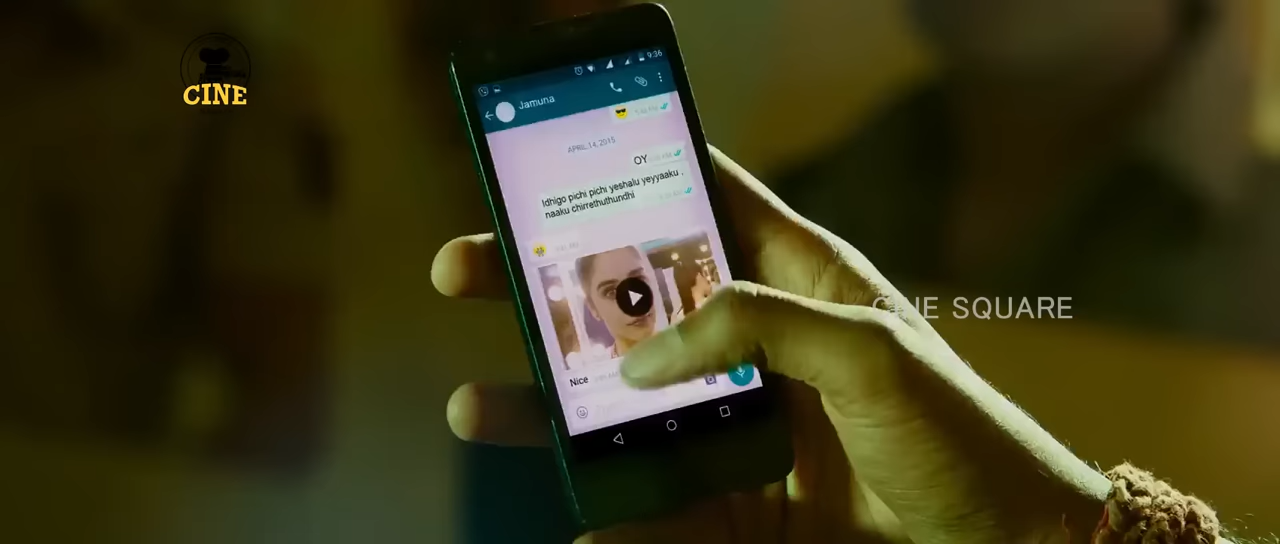 CINE
9:36
Jamuna
APRIL 14, 2015
OY
Idhigo pichi pichi yeshalu yeyyaaku ,
naaku chirrethuthundhi
Nice
CINE SQUARE